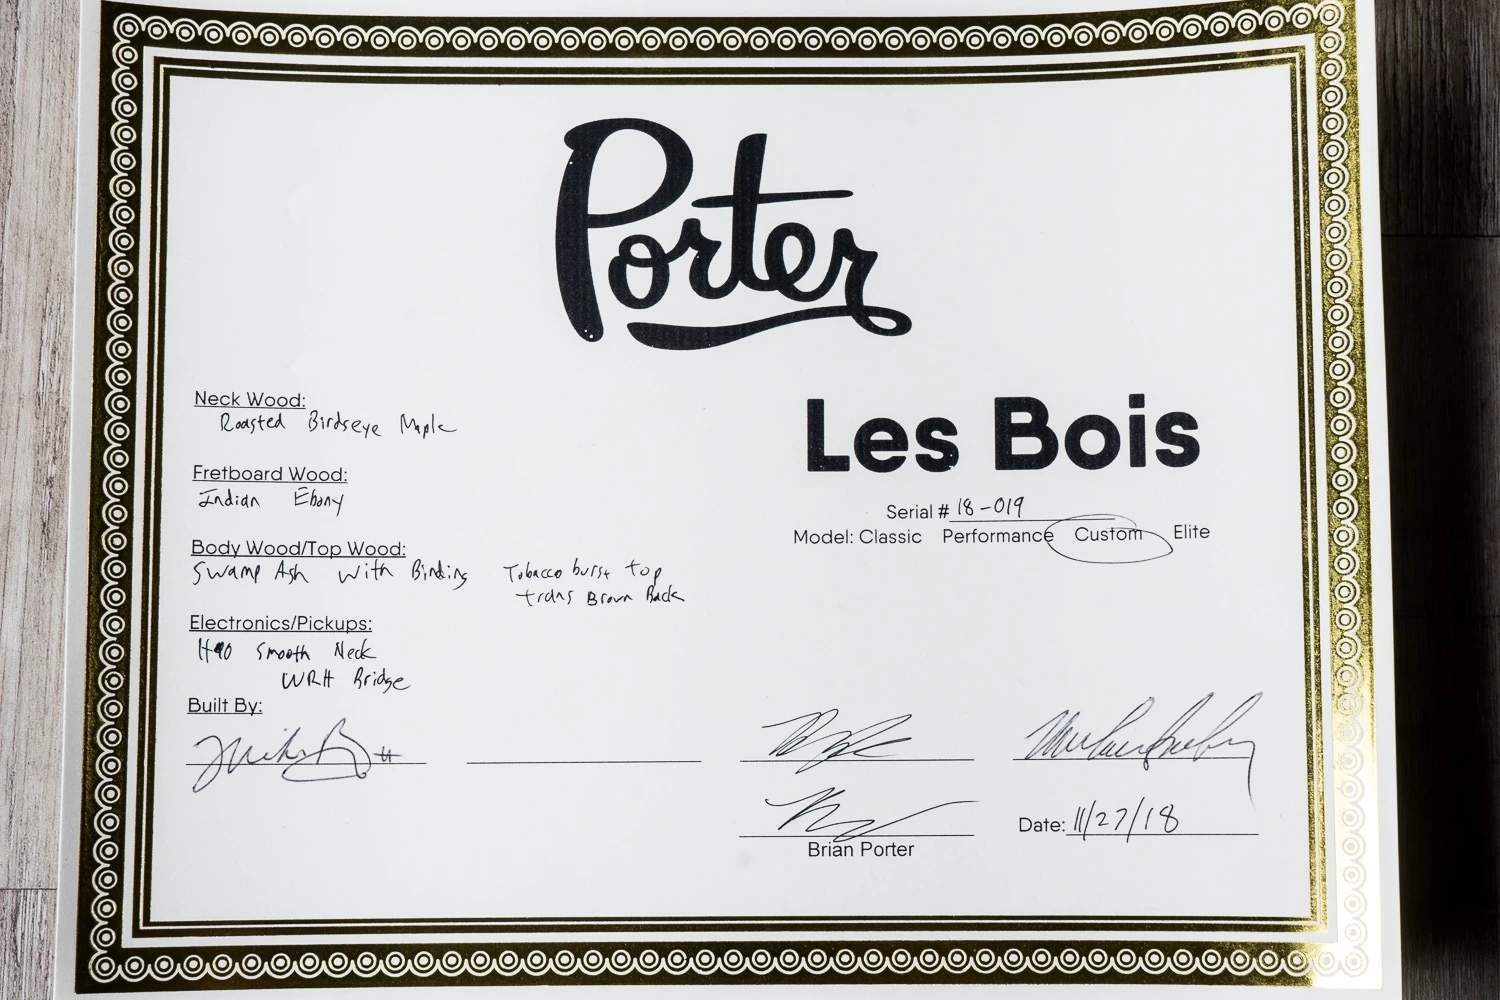 Porter
Neck Wood:
Roasted Birdseye Maple
Fretboard Wood:
Indian Ebony
Body Wood/Top Wood:
Swamp Ash with Binding Tobacco burst top
trans Brown Back
Electronics/Pickups:
H90 Smooth Neck
WRH Bridge
Built By:
Les Bois
Serial # 18-019
Model: Classic Performance Custom Elite
Brian Porter
Date: 11/27/18